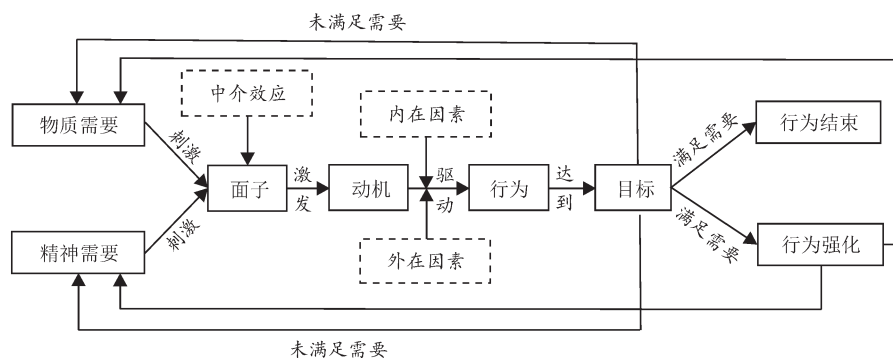 未满足需要
中介效应
内在因素
物质需要
刺激
满足需要
行为结束
面子
激发
动机
驱动
行为
达到
目标
刺激
满足需要
精神需要
外在因素
行为强化
未满足需要